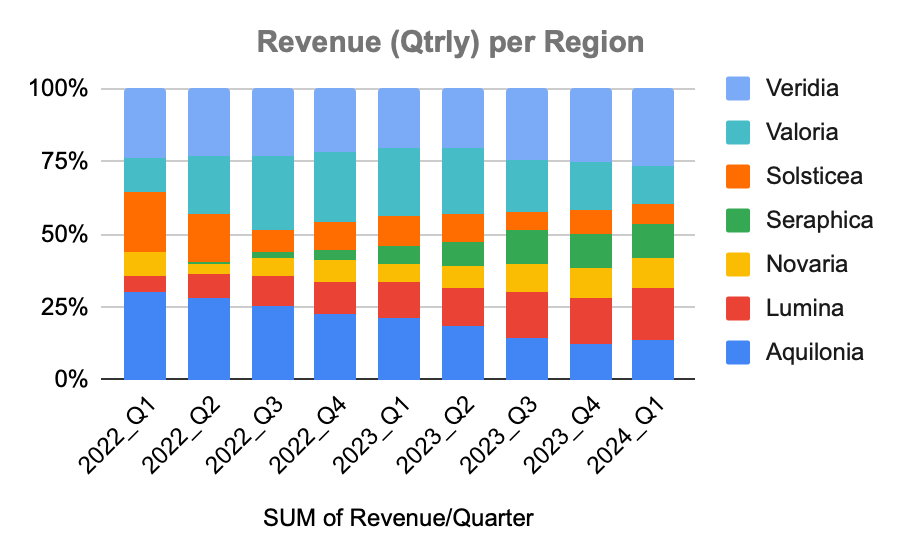 Revenue (Qtrly) per Region
100%
75%
50%
25%
0%
2022_Q1
2022_Q2
2022_Q3
2022_Q4
2023_Q1
2023_Q2
2023_Q3
2023_Q4
2024_Q1
SUM of Revenue/Quarter
Veridia
Valoria
Solsticea
Seraphica
Novaria
Lumina
Aquilonia